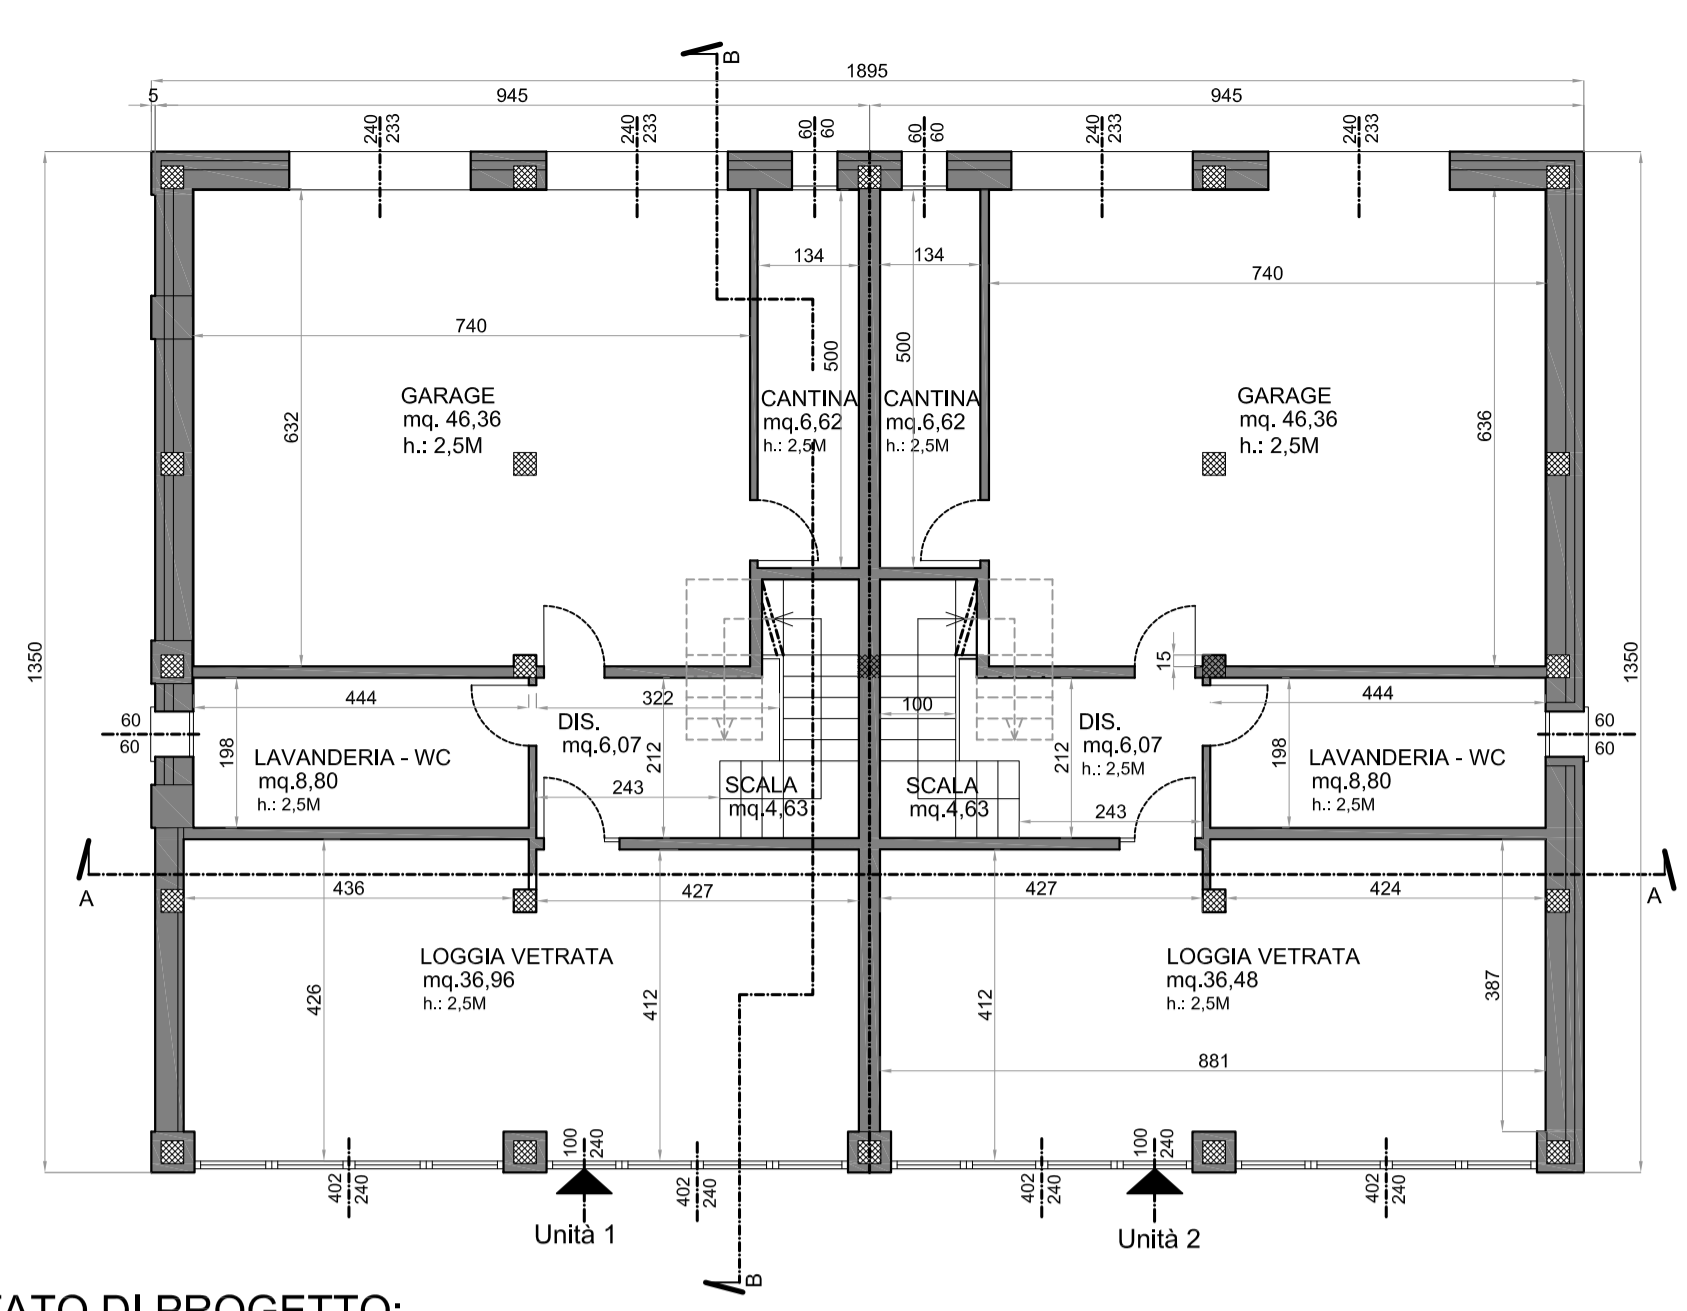 B
1895
5
945
945
240
233
240
233
60
60
60
60
240
233
240
233
134
134
740
740
500
500
632
636
GARAGE
mq. 46,36
h.: 2,5M
CANTINA
mq.6,62
h.: 2,5M
CANTINA
mq.6,62
h.: 2,5M
GARAGE
mq. 46,36
h.: 2,5M
1350
1350
15
444
322
100
444
60
60
60
60
198
LAVANDERIA - WC
mq.8,80
h.: 2,5M
DIS.
mq.6,07
212
243
SCALA
mq.4,63
SCALA
mq.4,63
DIS.
mq.6,07
h.: 2,5M
212
243
198
LAVANDERIA - WC
mq.8,80
h.: 2,5M
A
A
436
427
427
424
LOGGIA VETRATA
mq.36,96
h.: 2,5M
LOGGIA VETRATA
mq.36,48
h.: 2,5M
426
412
412
387
881
100
240
100
240
402
240
402
240
402
240
402
240
Unità 1
Unità 2
B
TATO DI PROGETTO: